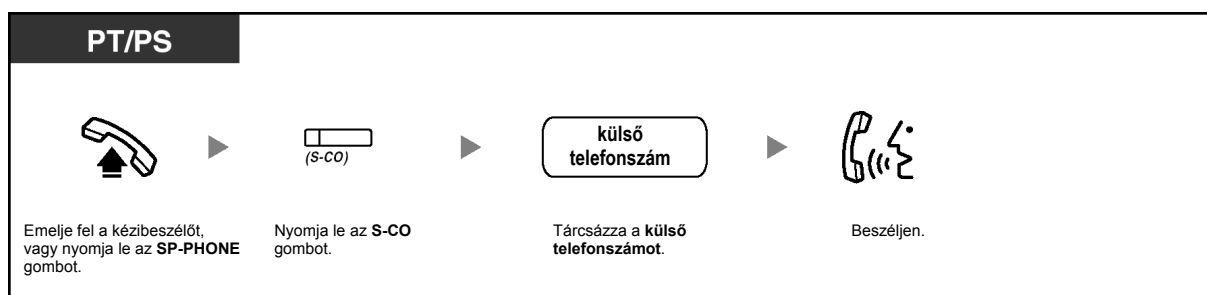 PT/PS
(S-CO)
külső
telefonszám
Emelje fel a kézibeszélőt,
vagy nyomja le az SP-PHONE
gombot.
Nyomja le az S-CO
gombot.
Tárcsázza a külső
telefonszámot.
Beszéljen.